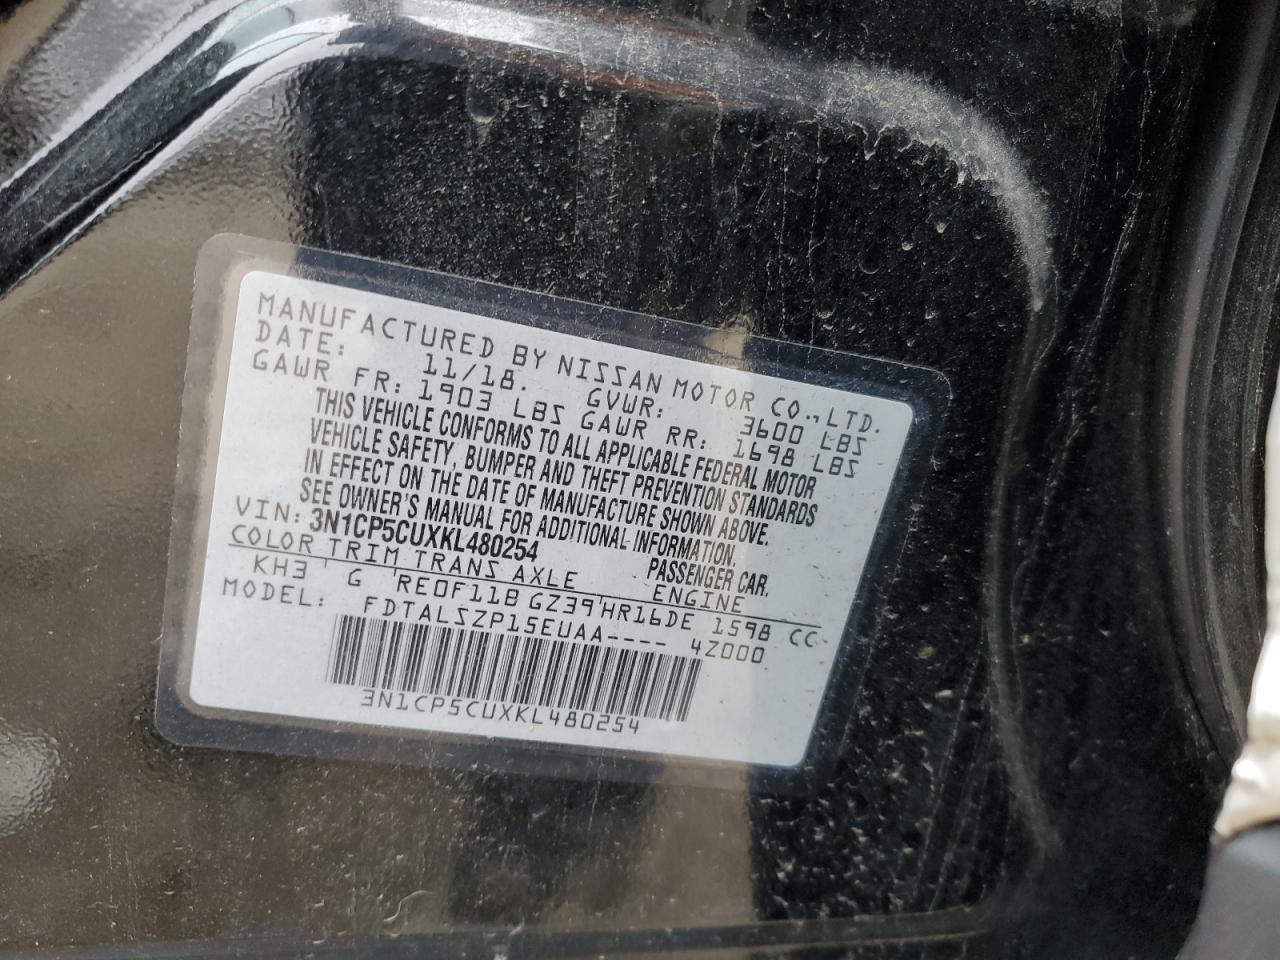 MANUFACTURED BY NISSAN MOTOR CO.,LTD.
DATE: 11/18. GVWR: 3600 LBS
GAWR FR: 1903 LBS GAWR RR: 1698 LBS
THIS VEHICLE CONFORMS TO ALL APPLICABLE FEDERAL MOTOR
VEHICLE SAFETY, BUMPER AND THEFT PREVENTION STANDARDS
IN EFFECT ON THE DATE OF MANUFACTURE SHOWN ABOVE.
SEE OWNER'S MANUAL FOR ADDITIONAL INFORMATION.
VIN: 3N1CP5CUXKL480254 PASSENGER CAR.
COLOR TRIM TRANS AXLE ENGINE
KH3 G RE0F11B GZ39 HR16DE 1598 CC
MODEL: FDTALSZP15EUAA---- 4Z000
3N1CP5CUXKL480254